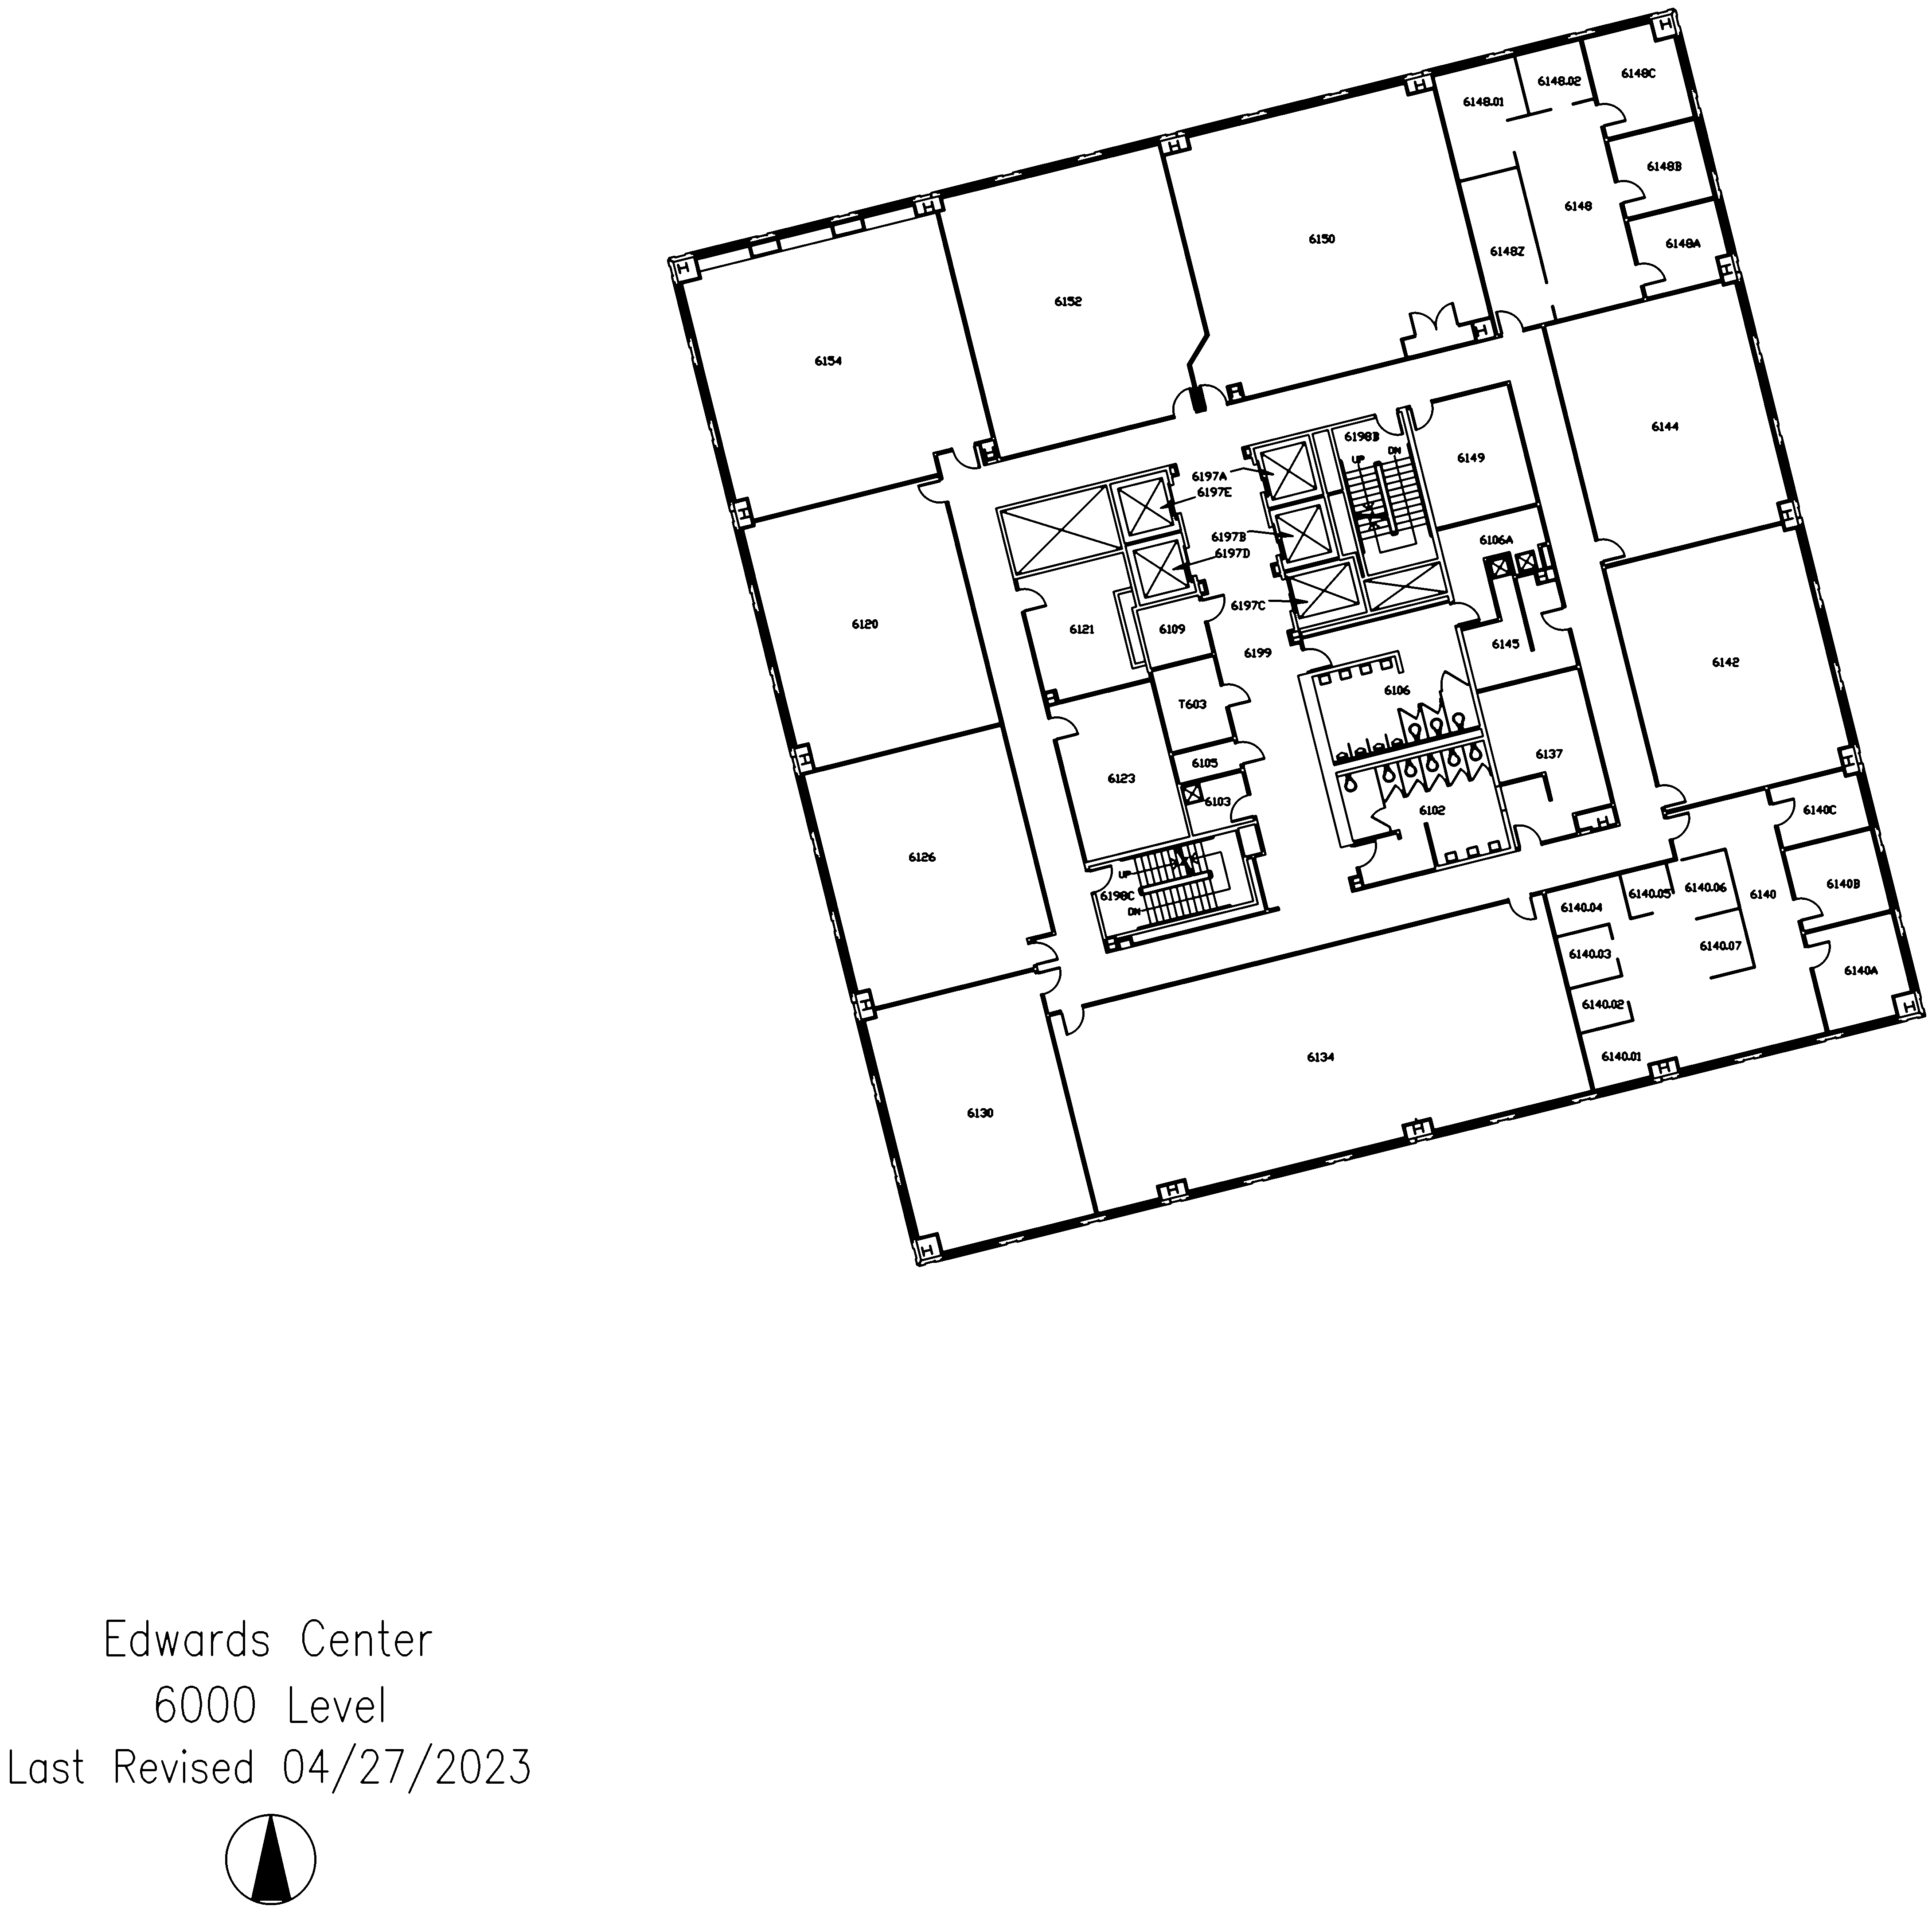 6148C
6148.02
6148.01
6148B
6148
6150
6148A
6148Z
6152
6154
6144
6198B
DN
UP
6149
6197A
6197E
6197B
6106A
6197D
6197C
6120
6121
6109
6145
6199
6142
6106
T603
6137
6105
6123
6103
6102
6140C
6126
UP
6140B
6140.06
6140.05
6140
6198C
6140.04
DN
6140.07
6140.03
6140A
6140.02
6140.01
6134
6130
Edwards Center
6000 Level
Last Revised 04/27/2023